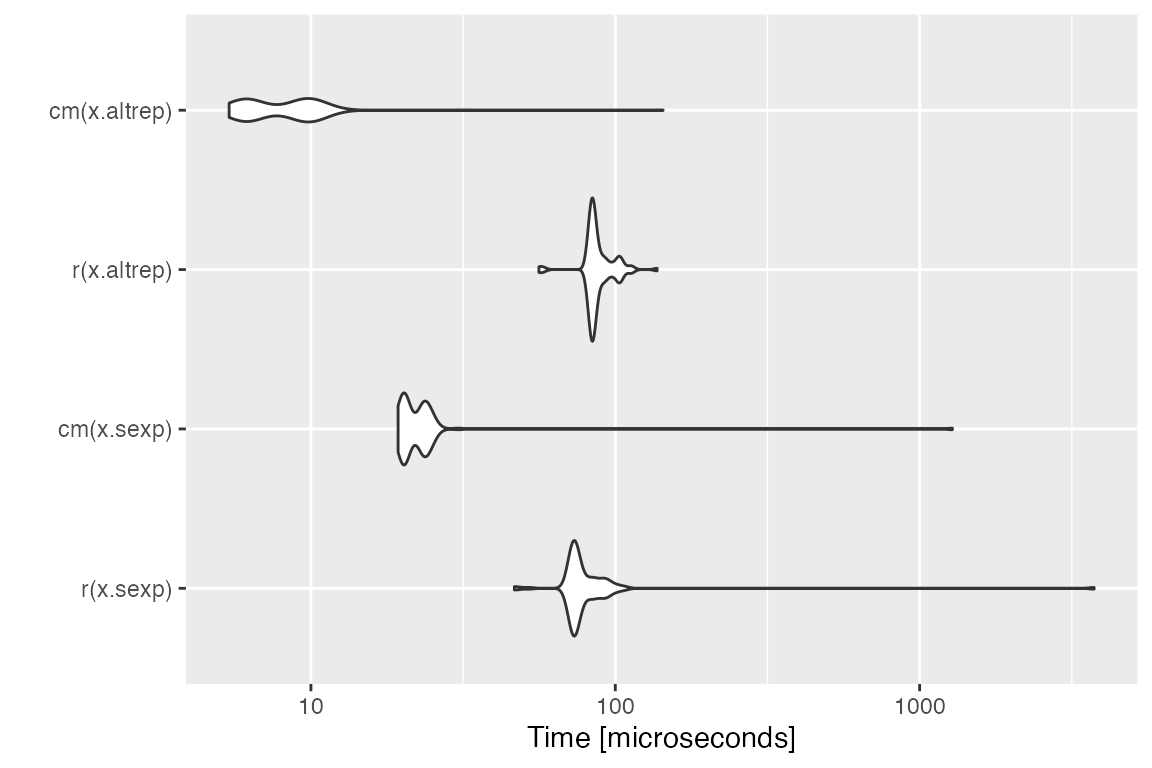 cm(x.altrep)
r(x.altrep)
cm(x.sexp)
r(x.sexp)
10 100 1000
Time [microseconds]